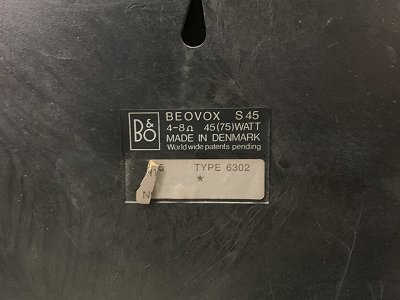 B&O
BEOVOX S45
4-8Ω 45(75)WATT
MADE IN DENMARK
World wide patents pending
TYPE 6302
★